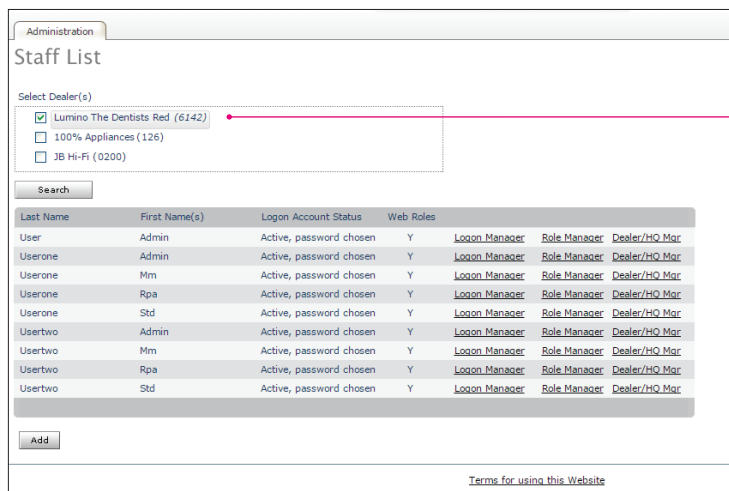 Administration
Staff List
Select Dealer(s)
Lumino The Dentists Red (6142)
100% Appliances (126)
JB Hi-Fi (0200)
Search
Last Name First Name(s) Logon Account Status Web Roles
User Admin Active, password chosen Y Logon Manager Role Manager Dealer/HQ Mgr
Userone Admin Active, password chosen Y Logon Manager Role Manager Dealer/HQ Mgr
Userone Mm Active, password chosen Y Logon Manager Role Manager Dealer/HQ Mgr
Userone Rpa Active, password chosen Y Logon Manager Role Manager Dealer/HQ Mgr
Userone Std Active, password chosen Y Logon Manager Role Manager Dealer/HQ Mgr
Usertwo Admin Active, password chosen Y Logon Manager Role Manager Dealer/HQ Mgr
Usertwo Mm Active, password chosen Y Logon Manager Role Manager Dealer/HQ Mgr
Usertwo Rpa Active, password chosen Y Logon Manager Role Manager Dealer/HQ Mgr
Usertwo Std Active, password chosen Y Logon Manager Role Manager Dealer/HQ Mgr
Add
Terms for using this Website